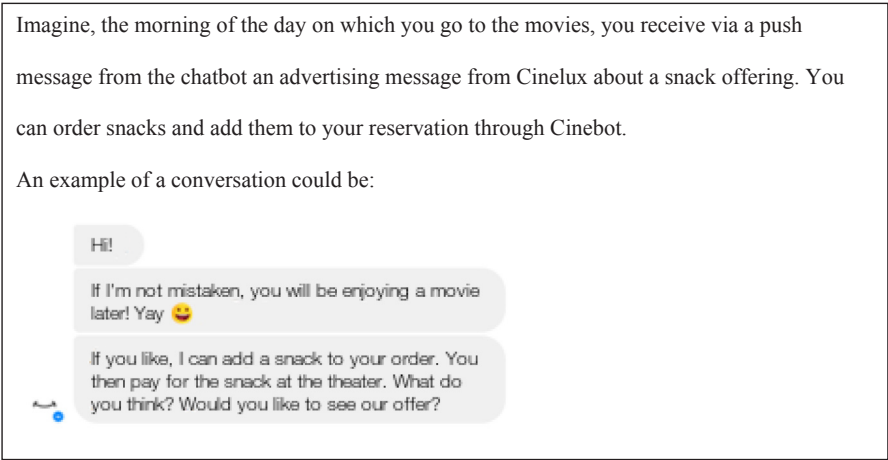 Imagine, the morning of the day on which you go to the movies, you receive via a push
message from the chatbot an advertising message from Cinelux about a snack offering. You
can order snacks and add them to your reservation through Cinebot.
An example of a conversation could be:
Hi!
If I'm not mistaken, you will be enjoying a movie
later! Yay 😀
If you like, I can add a snack to your order. You
then pay for the snack at the theater. What do
you think? Would you like to see our offer?